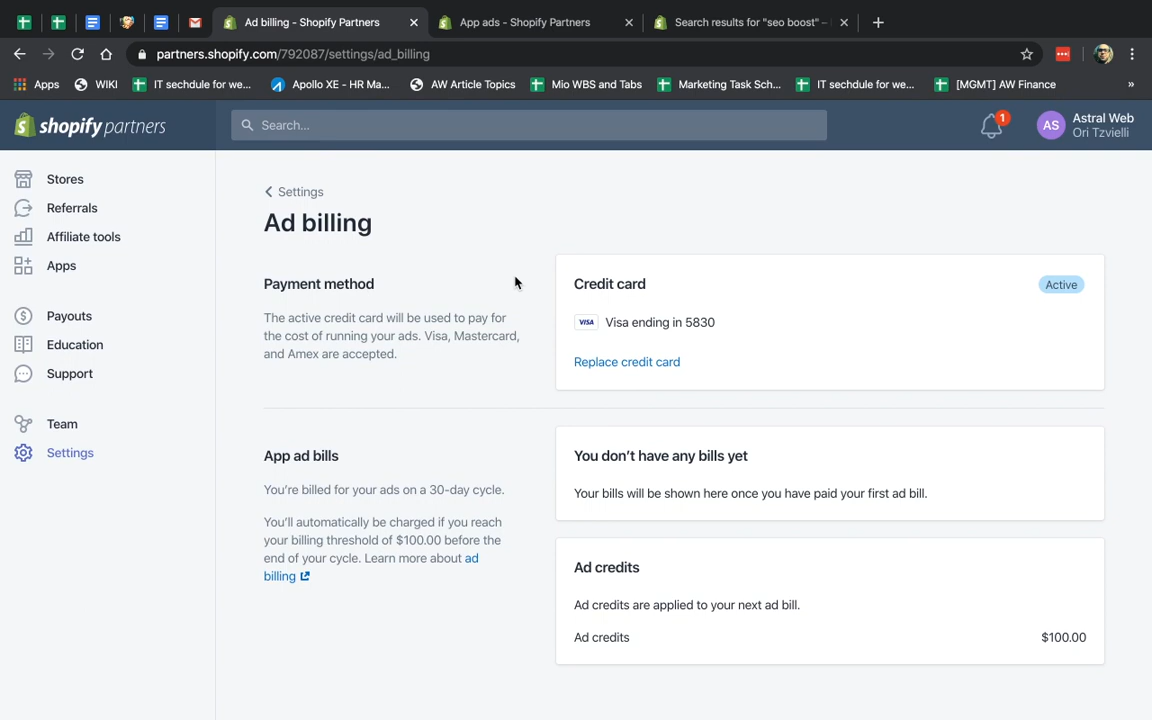 Ad billing - Shopify Partners
App ads - Shopify Partners
Search results for "seo boost" –
partners.shopify.com/792087/settings/ad_billing
Apps
WIKI
IT sechdule for we...
Apollo XE - HR Ma...
AW Article Topics
Mio WBS and Tabs
Marketing Task Sch...
IT sechdule for we...
[MGMT] AW Finance
»
shopify partners
Search...
1
AS
Astral Web
Ori Tzvielli
Stores
Referrals
Affiliate tools
Apps
Payouts
Education
Support
Team
Settings
Settings
Ad billing
Payment method
The active credit card will be used to pay for
the cost of running your ads. Visa, Mastercard,
and Amex are accepted.
Credit card
Active
VISA
Visa ending in 5830
Replace credit card
App ad bills
You're billed for your ads on a 30-day cycle.
You'll automatically be charged if you reach
your billing threshold of $100.00 before the
end of your cycle. Learn more about ad
billing
You don't have any bills yet
Your bills will be shown here once you have paid your first ad bill.
Ad credits
Ad credits are applied to your next ad bill.
Ad credits
$100.00